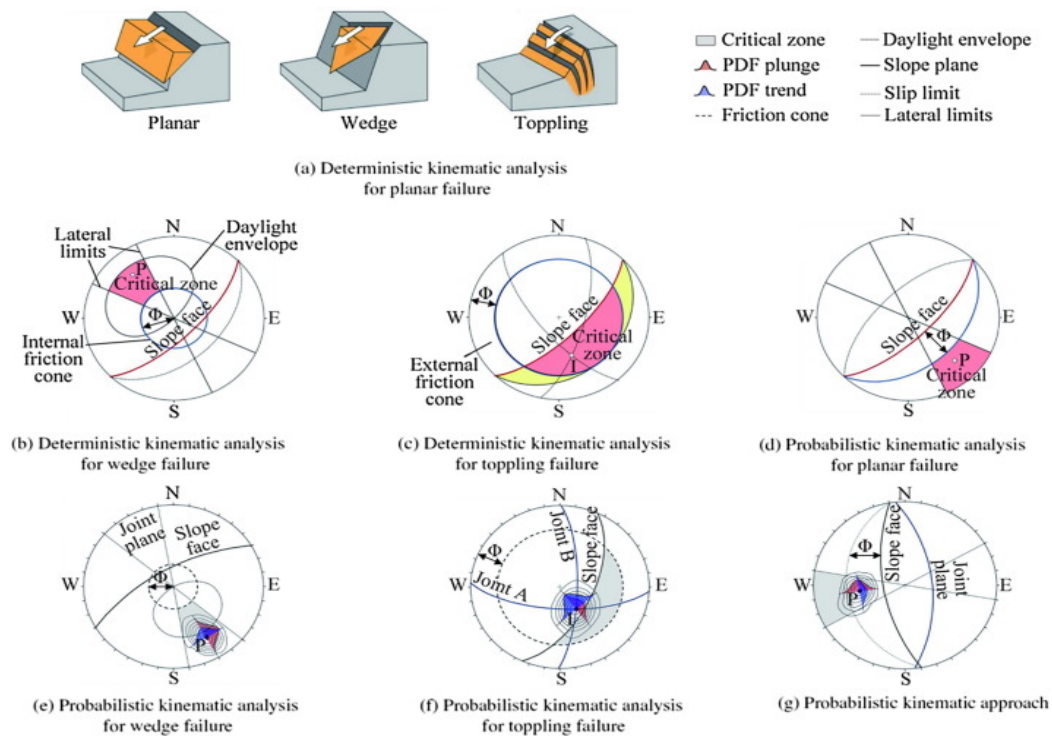 Planar
Wedge
Toppling
Critical zone
PDF plunge
PDF trend
Friction cone
Daylight envelope
Slope plane
Slip limit
Lateral limits
(a) Deterministic kinematic analysis
for planar failure
N
Lateral
limits
Daylight
envelope
P
Critical zone
Φ
W
E
Slope face
Internal
friction
cone
S
N
Φ
W
E
Slope face
Critical
zone
I
External
friction
cone
S
N
W
E
Slope face
Φ
P
Critical
zone
S
(b) Deterministic kinematic analysis
for wedge failure
(c) Deterministic kinematic analysis
for toppling failure
(d) Probabilistic kinematic analysis
for planar failure
N
Joint
plane
Slope
face
Φ
W
E
P
S
N
Joint B
Slope face
Φ
W
E
Joint A
I
S
N
Slope face
Φ
W
E
Joint
plane
P
S
(e) Probabilistic kinematic analysis
for wedge failure
(f) Probabilistic kinematic analysis
for toppling failure
(g) Probabilistic kinematic approach